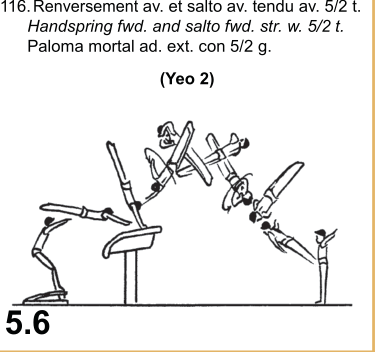 116. Renversement av. et salto av. tendu av. 5/2 t.
Handspring fwd. and salto fwd. str. w. 5/2 t.
Paloma mortal ad. ext. con 5/2 g.
(Yeo 2)
5.6